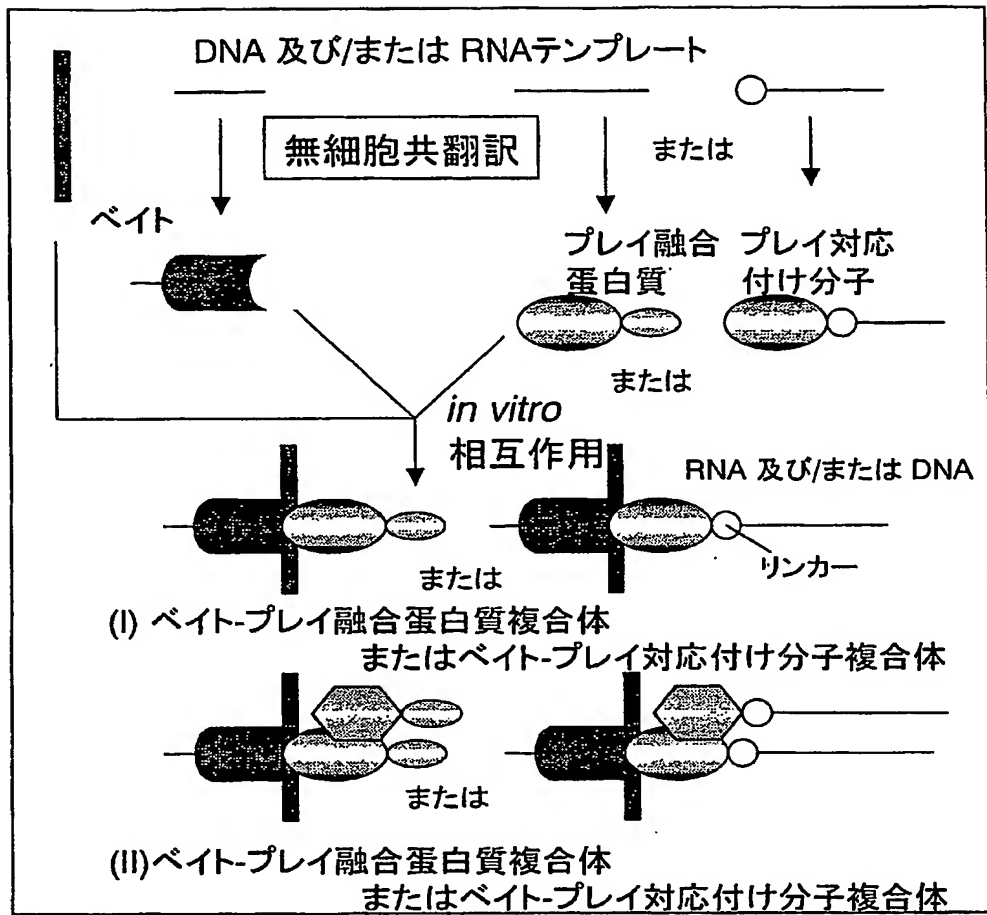 DNA 及び/または RNAテンプレート
無細胞共翻訳
または
ベイト
プレイ融合
蛋白質
プレイ対応
付け分子
または
in vitro
相互作用
RNA 及び/または DNA
リンカー
または
(I) ベイト-プレイ融合蛋白質複合体
またはベイト-プレイ対応付け分子複合体
または
(II)ベイト-プレイ融合蛋白質複合体
またはベイト-プレイ対応付け分子複合体